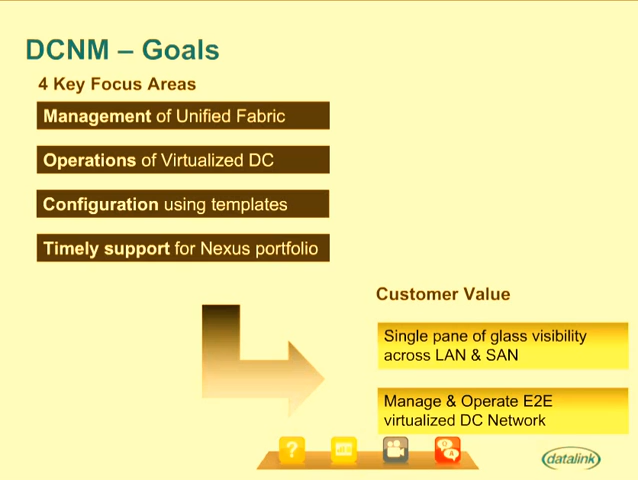 DCNM – Goals
4 Key Focus Areas
Management of Unified Fabric
Operations of Virtualized DC
Configuration using templates
Timely support for Nexus portfolio
Customer Value
Single pane of glass visibility
across LAN & SAN
Manage & Operate E2E
virtualized DC Network
?
Q
A
datalink